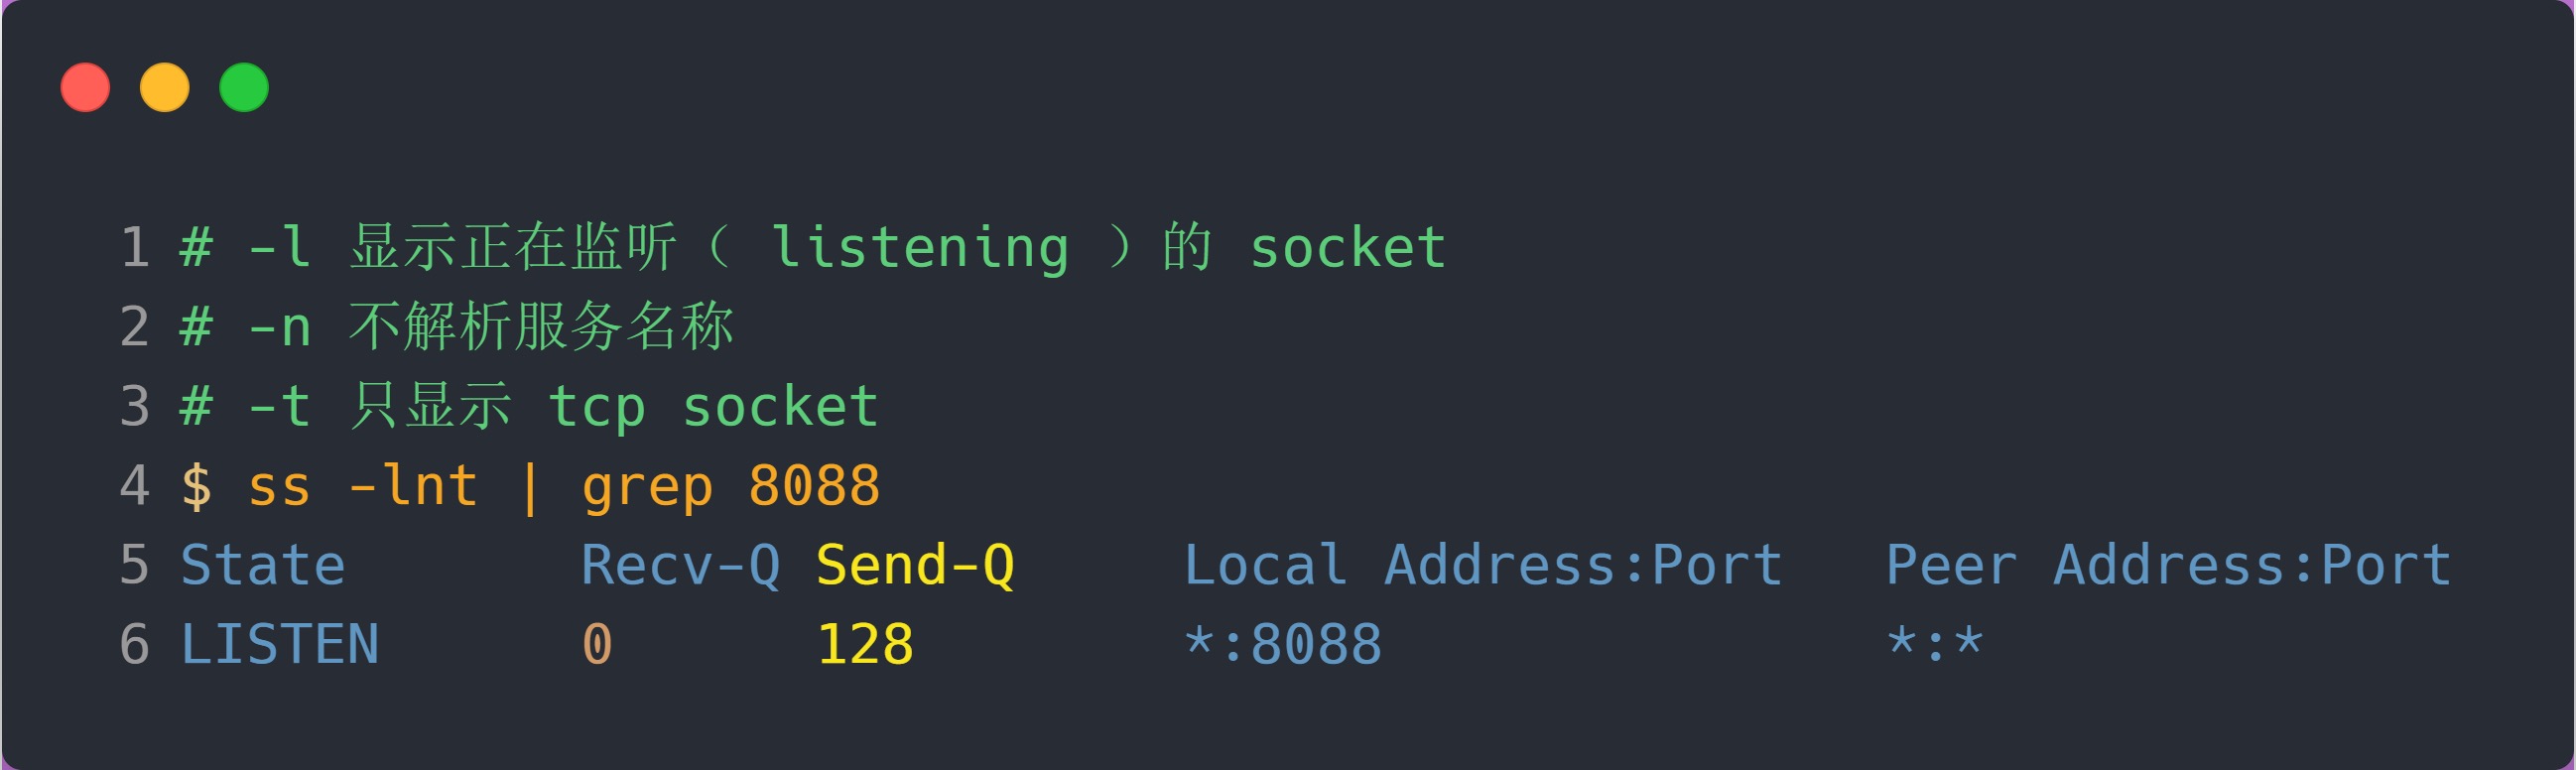 1 # -l 显示正在监听（ listening ）的 socket
2 # -n 不解析服务名称
3 # -t 只显示 tcp socket
4 $ ss -lnt | grep 8088
5 State       Recv-Q Send-Q     Local Address:Port   Peer Address:Port
6 LISTEN      0      128        *:8088               *:*